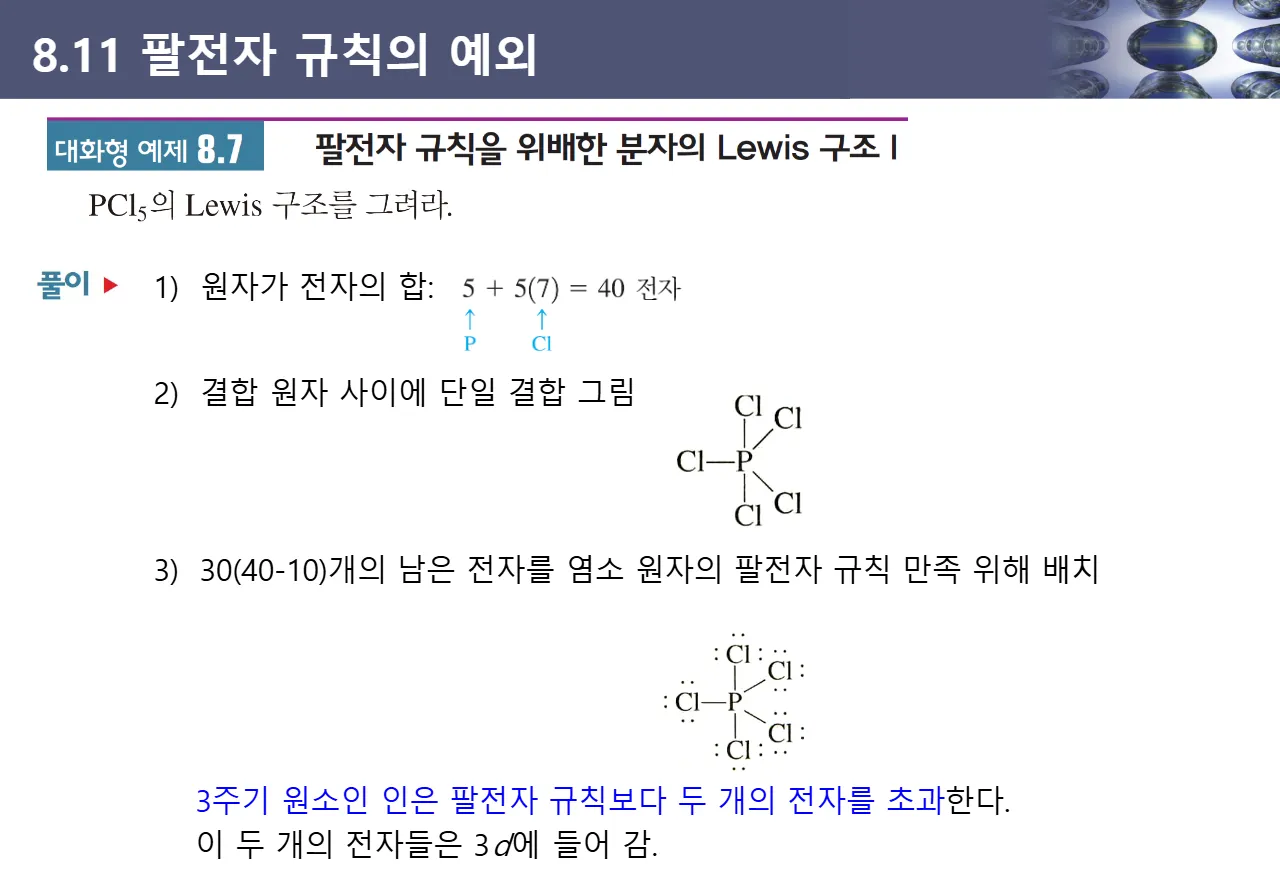 8.11 팔전자 규칙의 예외
대화형 예제 8.7 팔전자 규칙을 위배한 분자의 Lewis 구조 I
PCl₅의 Lewis 구조를 그려라.
풀이 ▶ 1) 원자가 전자의 합: 5 + 5(7) = 40 전자
↑ ↑
P Cl
2) 결합 원자 사이에 단일 결합 그림
Cl Cl
Cl—P
Cl Cl
3) 30(40-10)개의 남은 전자를 염소 원자의 팔전자 규칙 만족 위해 배치
:Cl: Cl:
:Cl—P
Cl:
:Cl:
3주기 원소인 인은 팔전자 규칙보다 두 개의 전자를 초과한다.
이 두 개의 전자들은 3d에 들어 감.